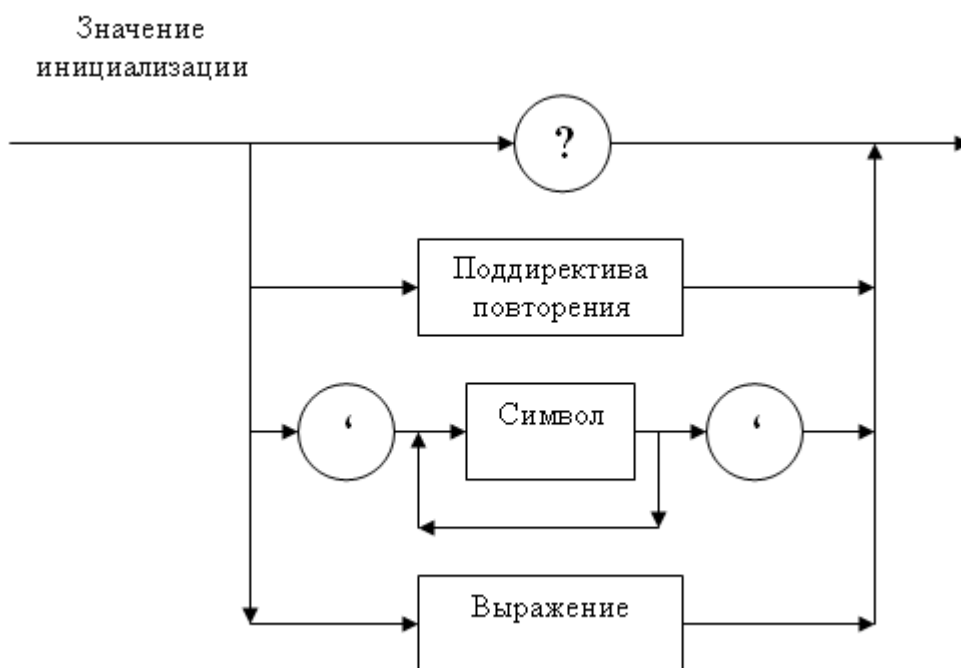 Значение
инициализации
?
Поддиректива
повторения
‘
Символ
‘
Выражение